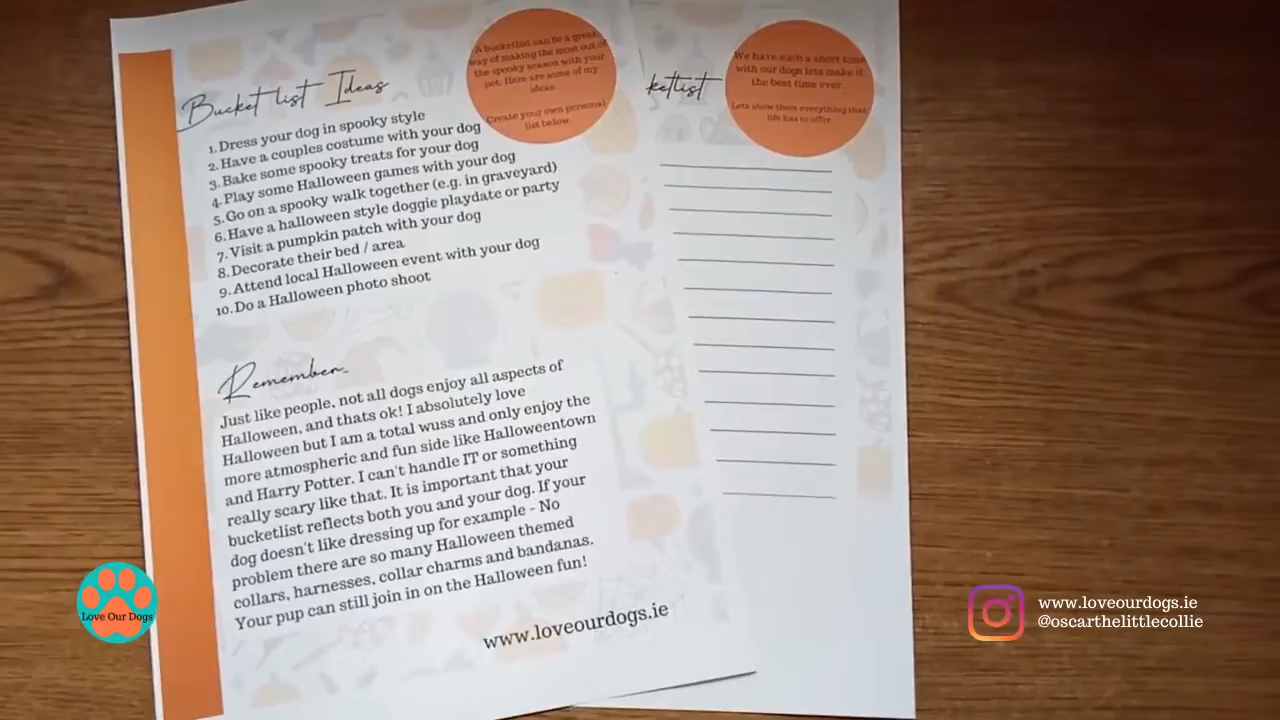 Bucket list Ideas
A bucketlist can be a great
way of making the most out of
the spooky season with your
pet. Here are some of my
ideas.
Create your own personal
list below.
1. Dress your dog in spooky style
2. Have a couples costume with your dog
3. Bake some spooky treats for your dog
4. Play some Halloween games with your dog
5. Go on a spooky walk together (e.g. in graveyard)
6. Have a halloween style doggie playdate or party
7. Visit a pumpkin patch with your dog
8. Decorate their bed / area
9. Attend local Halloween event with your dog
10. Do a Halloween photo shoot
Remember...
Just like people, not all dogs enjoy all aspects of
Halloween, and thats ok! I absolutely love
Halloween but I am a total wuss and only enjoy the
more atmospheric and fun side like Halloweentown
and Harry Potter. I can't handle IT or something
really scary like that. It is important that your
bucketlist reflects both you and your dog. If your
dog doesn't like dressing up for example - No
problem there are so many Halloween themed
collars, harnesses, collar charms and bandanas.
Your pup can still join in on the Halloween fun!
www.loveourdogs.ie
ketlist
We have such a short time
with our dogs lets make it
the best time ever.
Lets show them everything that
life has to offer
Love Our Dogs
www.loveourdogs.ie
@oscarthelittlecollie